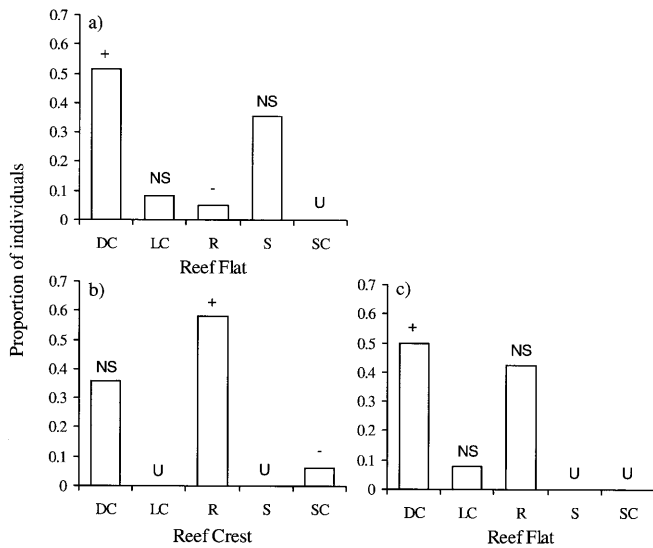 Proportion of individuals
a)
0.7
0.6
0.5
0.4
0.3
0.2
0.1
0
+
NS
-
NS
U
DC LC R S SC
Reef Flat
b)
0.7
0.6
0.5
0.4
0.3
0.2
0.1
0
NS
U
+
U
-
DC LC R S SC
Reef Crest
c)
0.7
0.6
0.5
0.4
0.3
0.2
0.1
0
+
NS
NS
U
U
DC LC R S SC
Reef Flat